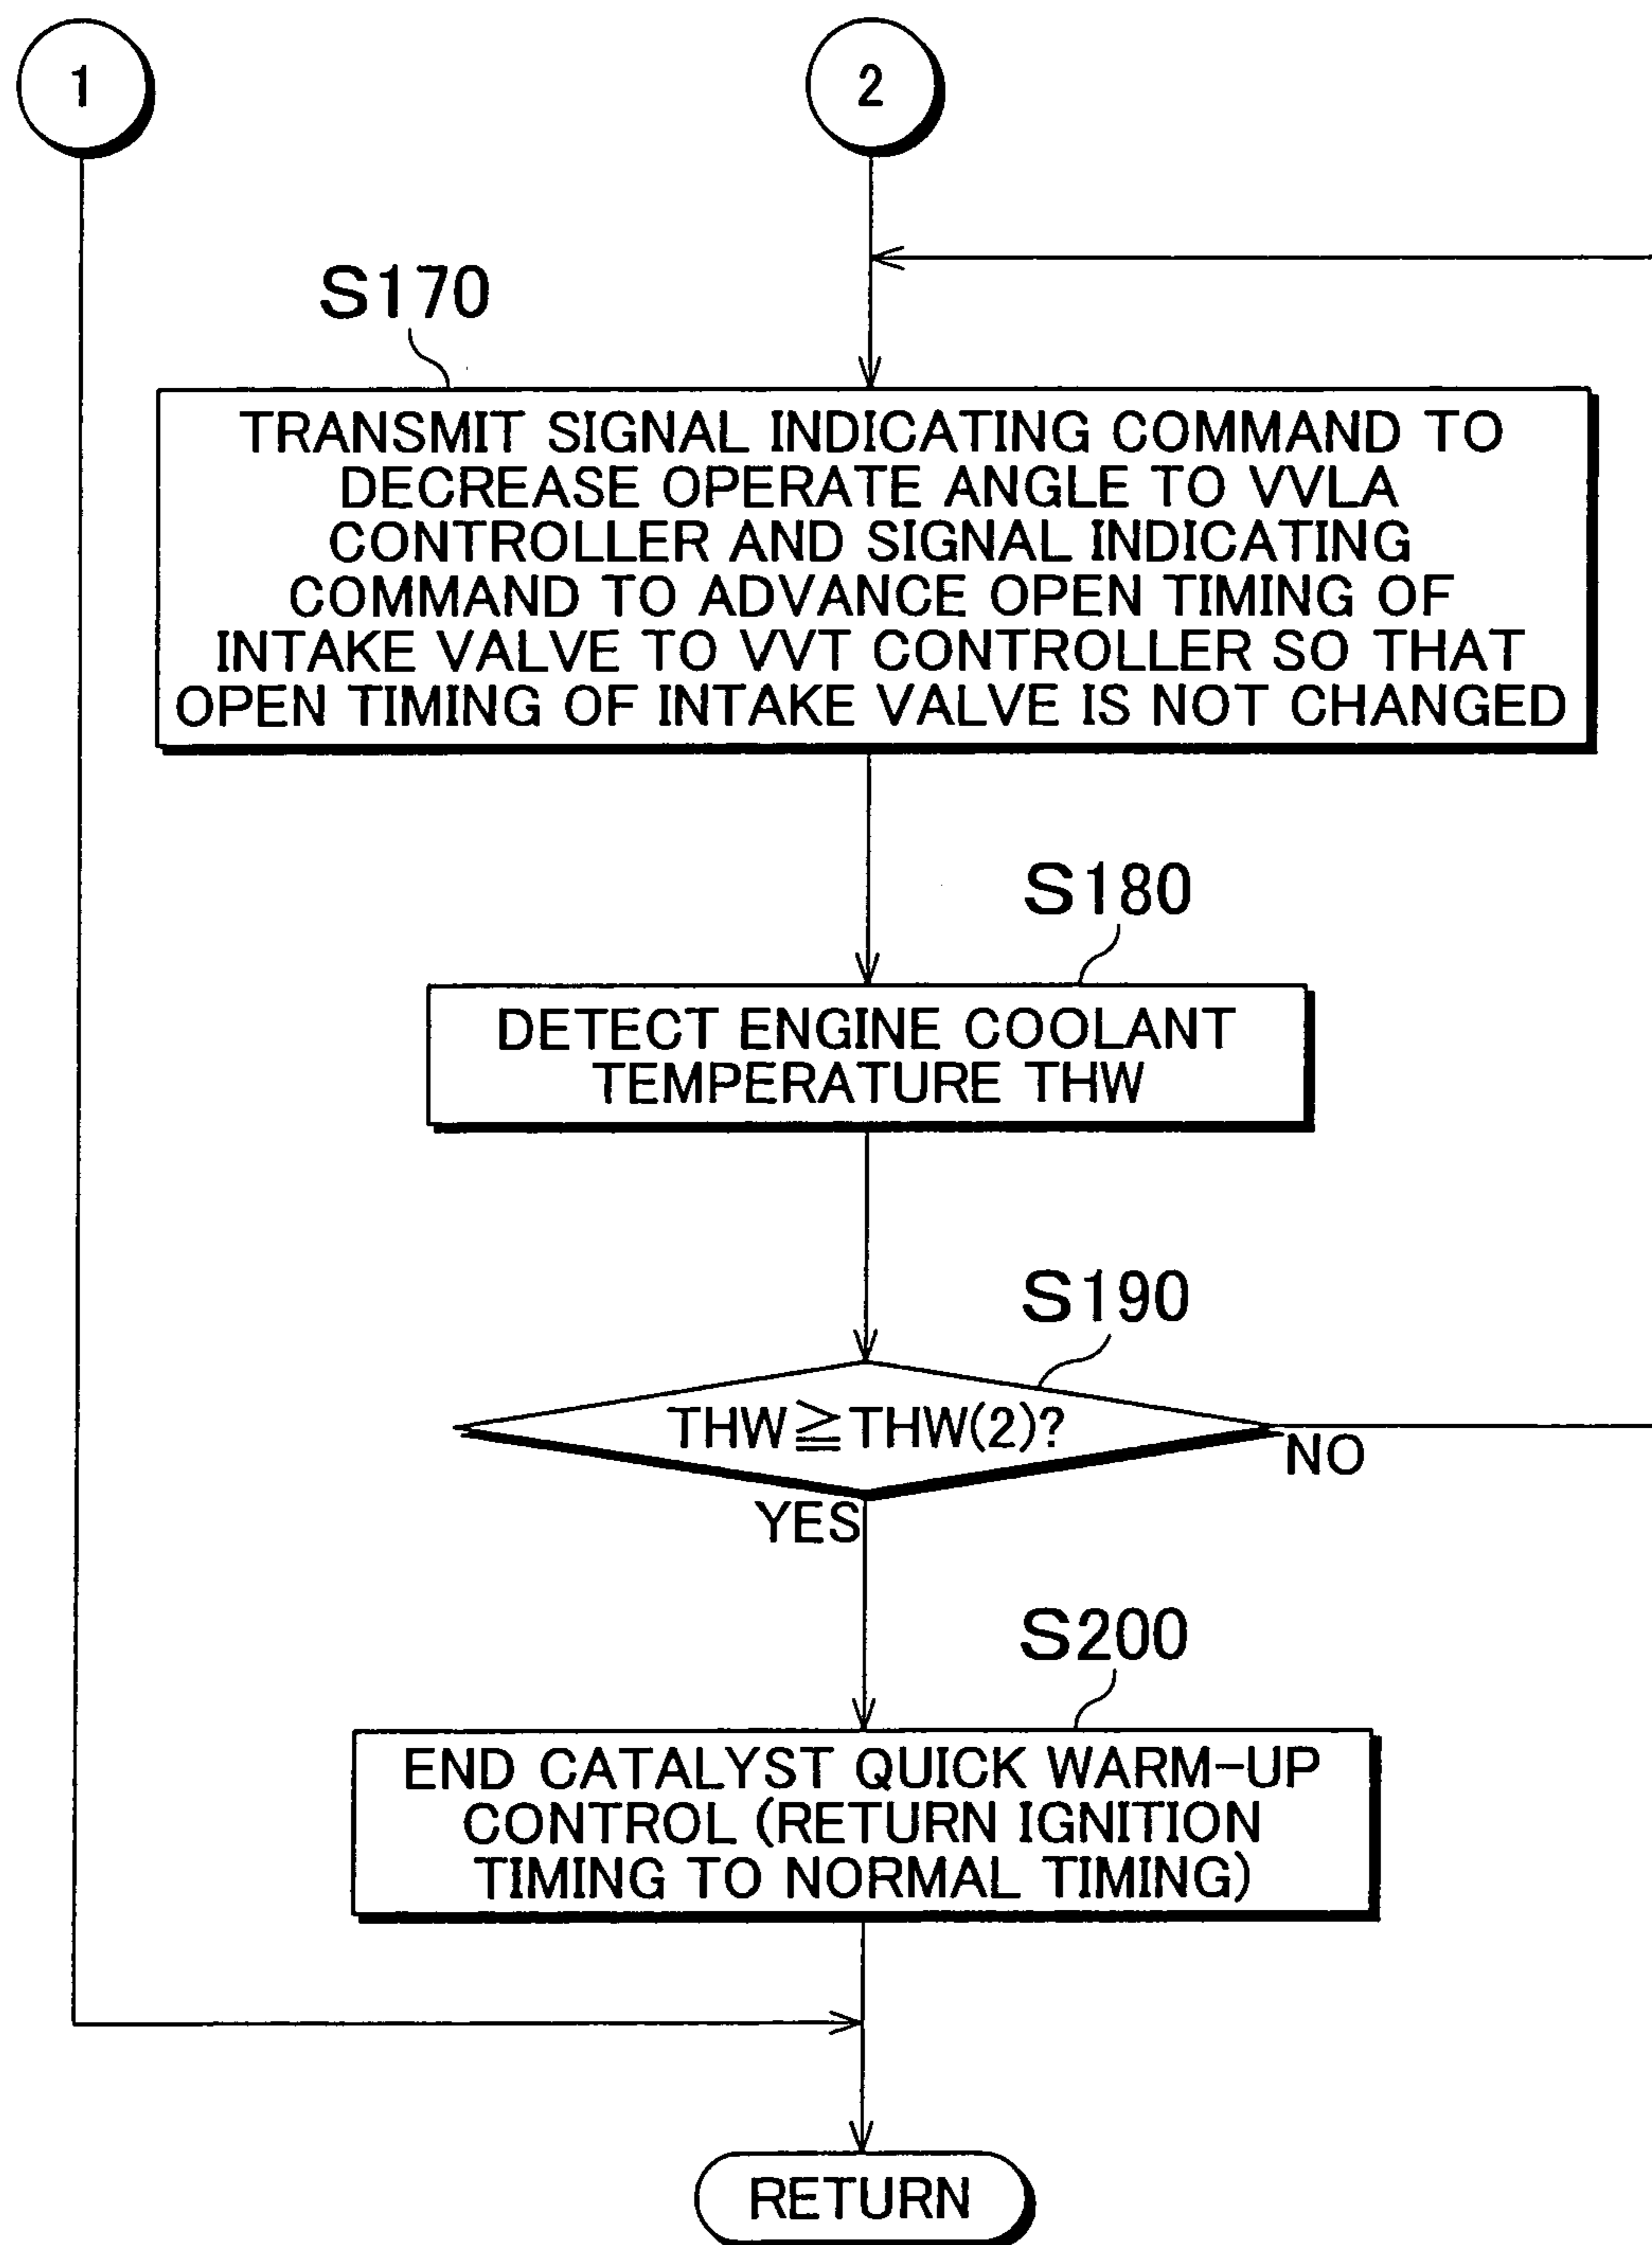 1
2
S170
TRANSMIT SIGNAL INDICATING COMMAND TO
DECREASE OPERATE ANGLE TO VVLA
CONTROLLER AND SIGNAL INDICATING
COMMAND TO ADVANCE OPEN TIMING OF
INTAKE VALVE TO VVT CONTROLLER SO THAT
OPEN TIMING OF INTAKE VALVE IS NOT CHANGED
S180
DETECT ENGINE COOLANT
TEMPERATURE THW
S190
THW≧THW(2)?
NO
YES
S200
END CATALYST QUICK WARM-UP
CONTROL (RETURN IGNITION
TIMING TO NORMAL TIMING)
RETURN